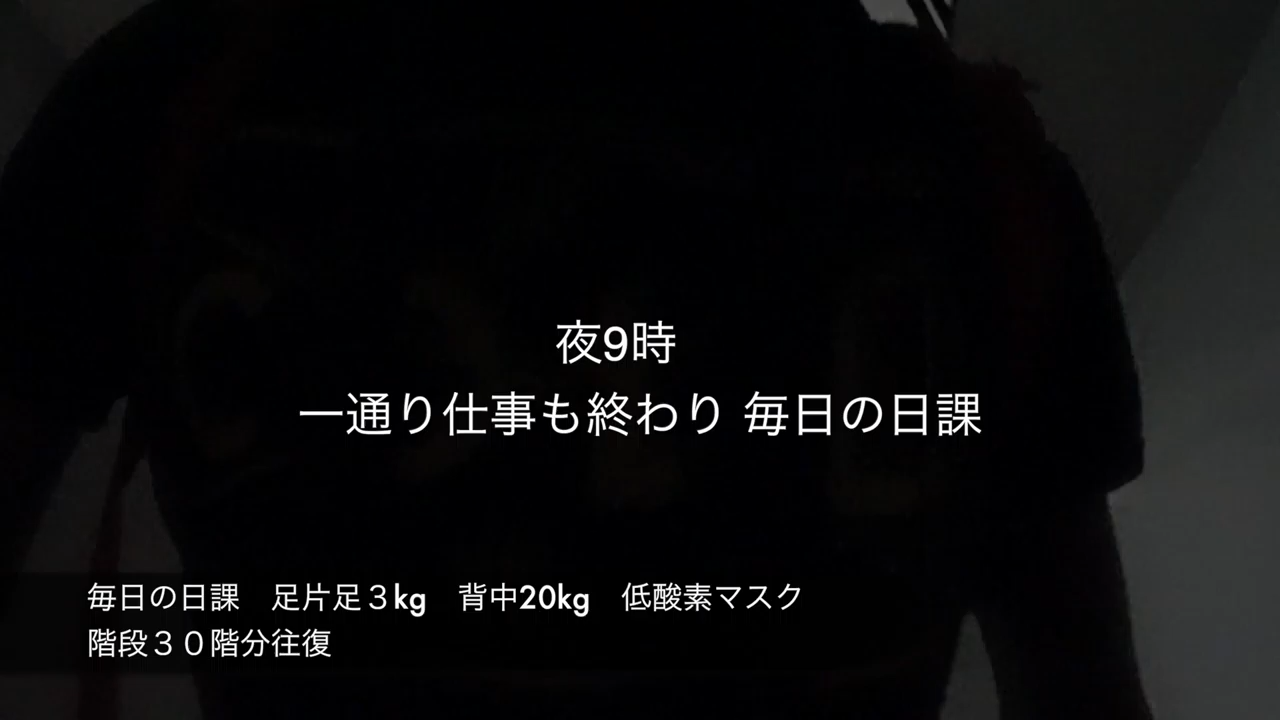 夜9時
一通り仕事も終わり 毎日の日課
毎日の日課　足片足３kg　背中20kg　低酸素マスク
階段３０階分往復